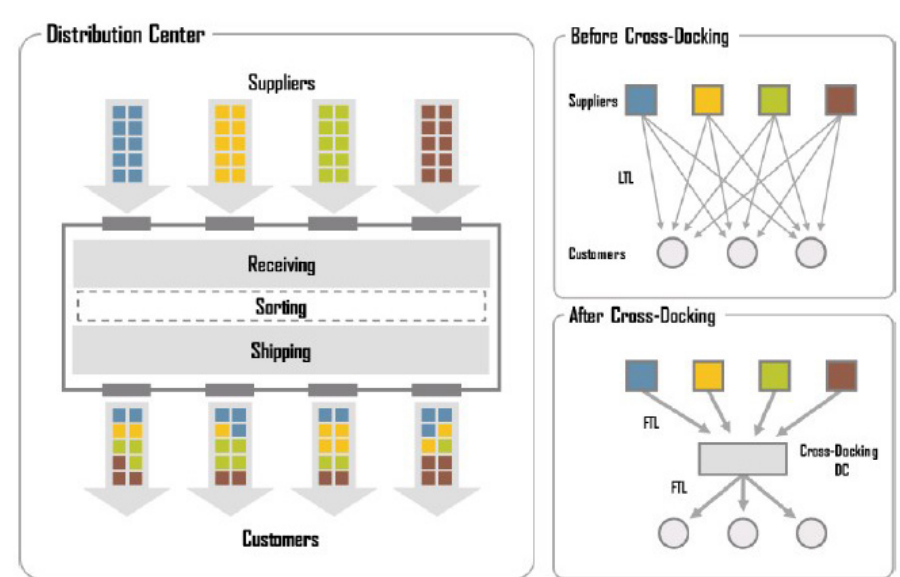 Distribution Center
Suppliers
Receiving
Sorting
Shipping
Customers
Before Cross-Docking
Suppliers
LTL
Customers
After Cross-Docking
FTL
Cross-Docking
DC
FTL